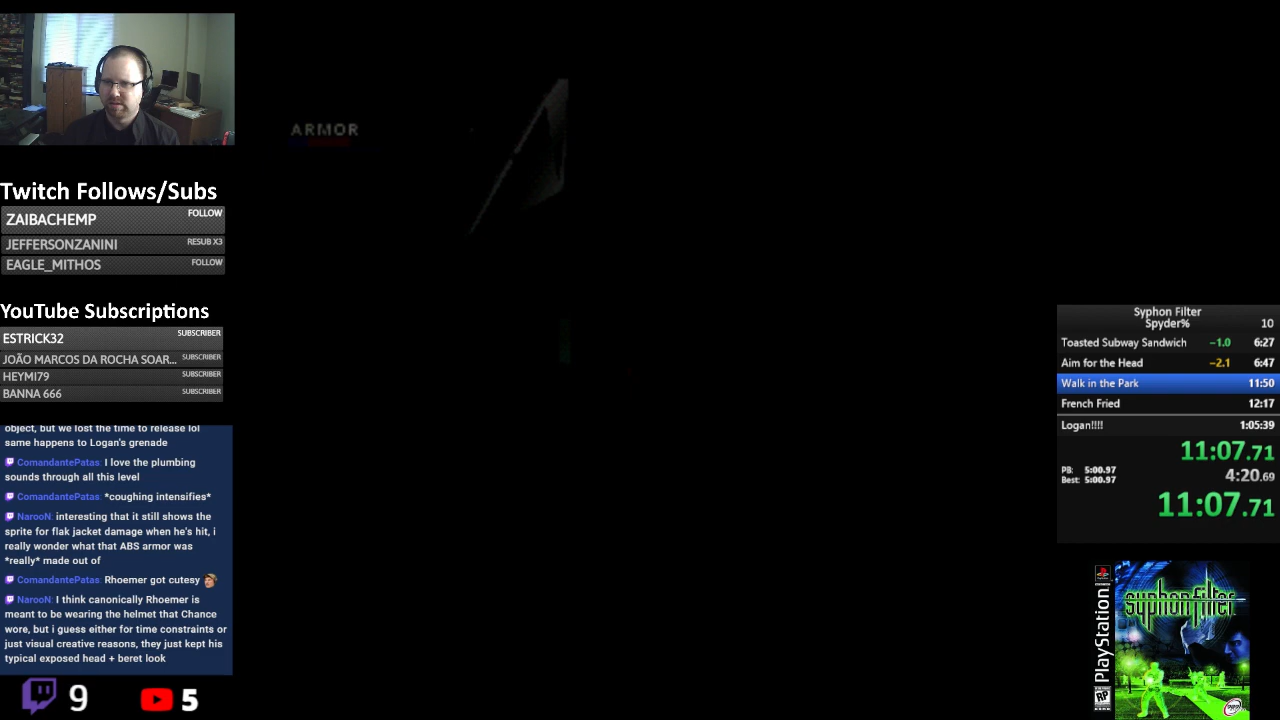 ARMOR
Twitch Follows/Subs
ZAIBACHEMP FOLLOW
JEFFERSONZANINI RESUB X3
EAGLE_MITHOS FOLLOW
YouTube Subscriptions
ESTRICK32 SUBSCRIBER
JOÃO MARCOS DA ROCHA SOAR... SUBSCRIBER
HEYMI79 SUBSCRIBER
BANNA 666 SUBSCRIBER
object, but we lost the time to release lol
same happens to Logan's grenade
ComandantePatas: I love the plumbing
sounds through all this level
ComandantePatas: *coughing intensifies*
NarooN: interesting that it still shows the
sprite for flak jacket damage when he's hit, i
really wonder what that ABS armor was
*really* made out of
ComandantePatas: Rhoemer got cutesy
NarooN: I think canonically Rhoemer is
meant to be wearing the helmet that Chance
wore, but i guess either for time constraints or
just visual creative reasons, they just kept his
typical exposed head + beret look
9 5
Syphon Filter
Spyder% 10
Toasted Subway Sandwich −1.0 6:27
Aim for the Head −2.1 6:47
Walk in the Park 11:50
French Fried 12:17
Logan!!!! 1:05:39
11:07.71
PB: 5:00.97
Best: 5:00.97
4:20.69
11:07.71
PlayStation
syphon filter